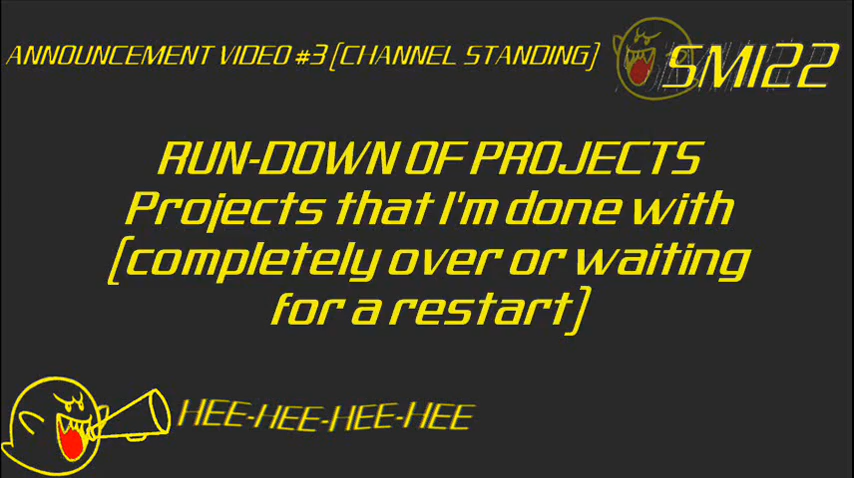 ANNOUNCEMENT VIDEO #3 [CHANNEL STANDING]
SMI22
RUN-DOWN OF PROJECTS
Projects that I'm done with
[completely over or waiting
for a restart]
HEE-HEE-HEE-HEE